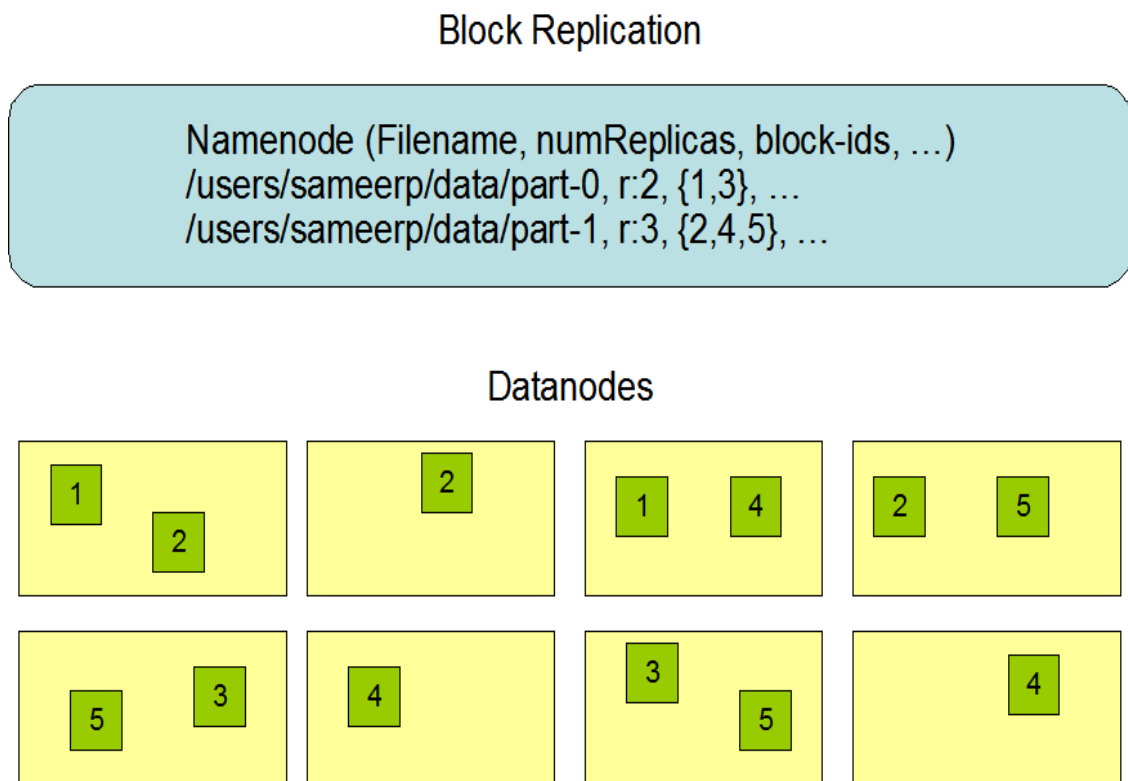 Block Replication
Namenode (Filename, numReplicas, block-ids, …)
/users/sameerp/data/part-0, r:2, {1,3}, …
/users/sameerp/data/part-1, r:3, {2,4,5}, …
Datanodes
1
2
2
1 4
2 5
5
3
4
3
5
4